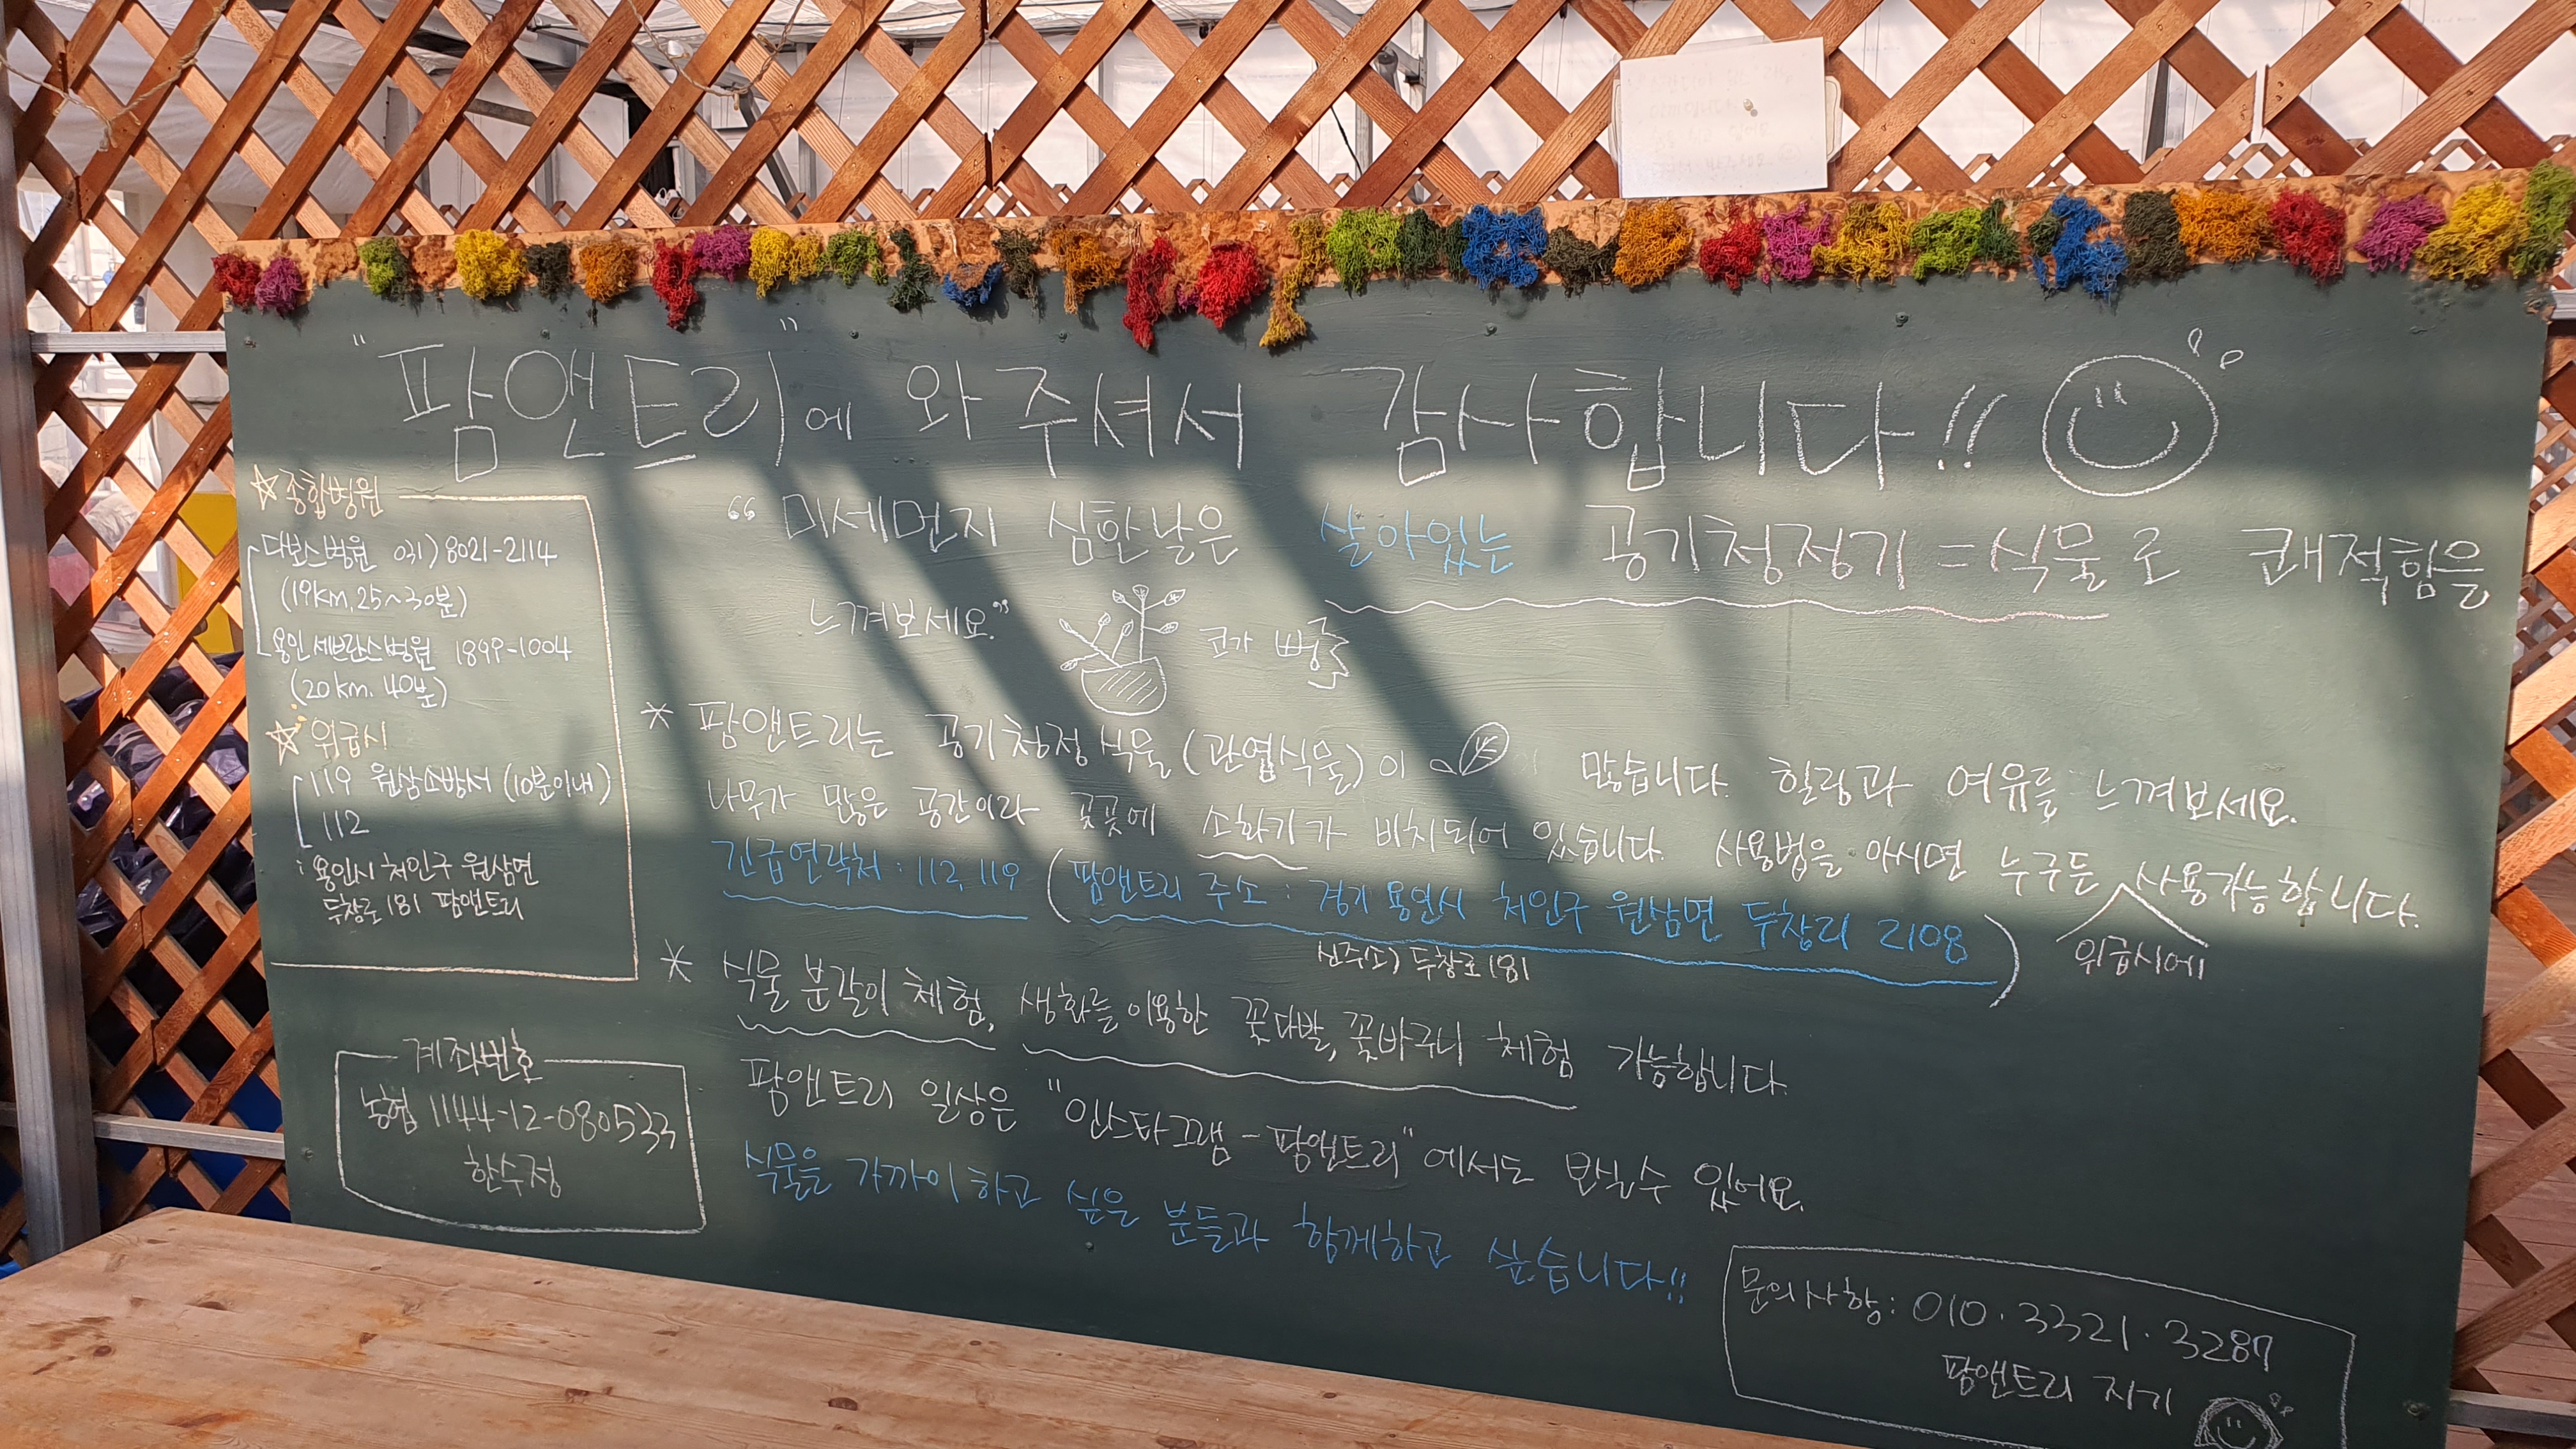 "팜앤트리"에 와주셔서 감사합니다!!
"미세먼지 심한날은 살아있는 공기청정기=식물로 쾌적함을
느껴보세요." 코가 뻥
☆종합병원
다보스병원 031)8021-2114
(19km, 25~30분)
용인세브란스병원 1899-1004
(20km. 40분)
☆위급시
119 원삼소방서 (10분이내)
112
: 용인시 처인구 원삼면
두창로181 팜앤트리
* 팜앤트리는 공기청정식물(관엽식물)이 많습니다. 힐링과 여유를 느껴보세요.
나무가 많은 공간이라 곳곳에 소화기가 비치되어 있습니다. 사용법을 아시면 누구든 사용가능합니다.
위급시에
긴급연락처 : 112, 119 (팜앤트리 주소 : 경기 용인시 처인구 원삼면 두창리 2108)
신주소) 두창로181
* 식물 분갈이 체험, 생화를 이용한 꽃다발, 꽃바구니 체험 가능합니다.
팜앤트리 일상은 "인스타그램-팜앤트리"에서도 보실수 있어요.
식물을 가까이하고 싶은 분들과 함께하고 싶습니다!!
계좌번호
농협 1144-12-080533
한수정
문의사항: 010.3321.3287
팜앤트리 지기